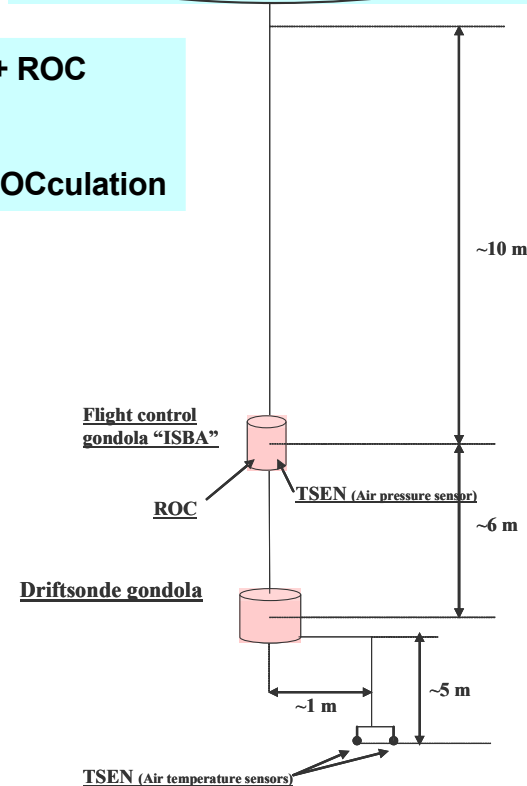 + ROC
OCculation
~10 m
Flight control
gondola “ISBA”
TSEN (Air pressure sensor)
ROC
~6 m
Driftsonde gondola
~5 m
~1 m
TSEN (Air temperature sensors)